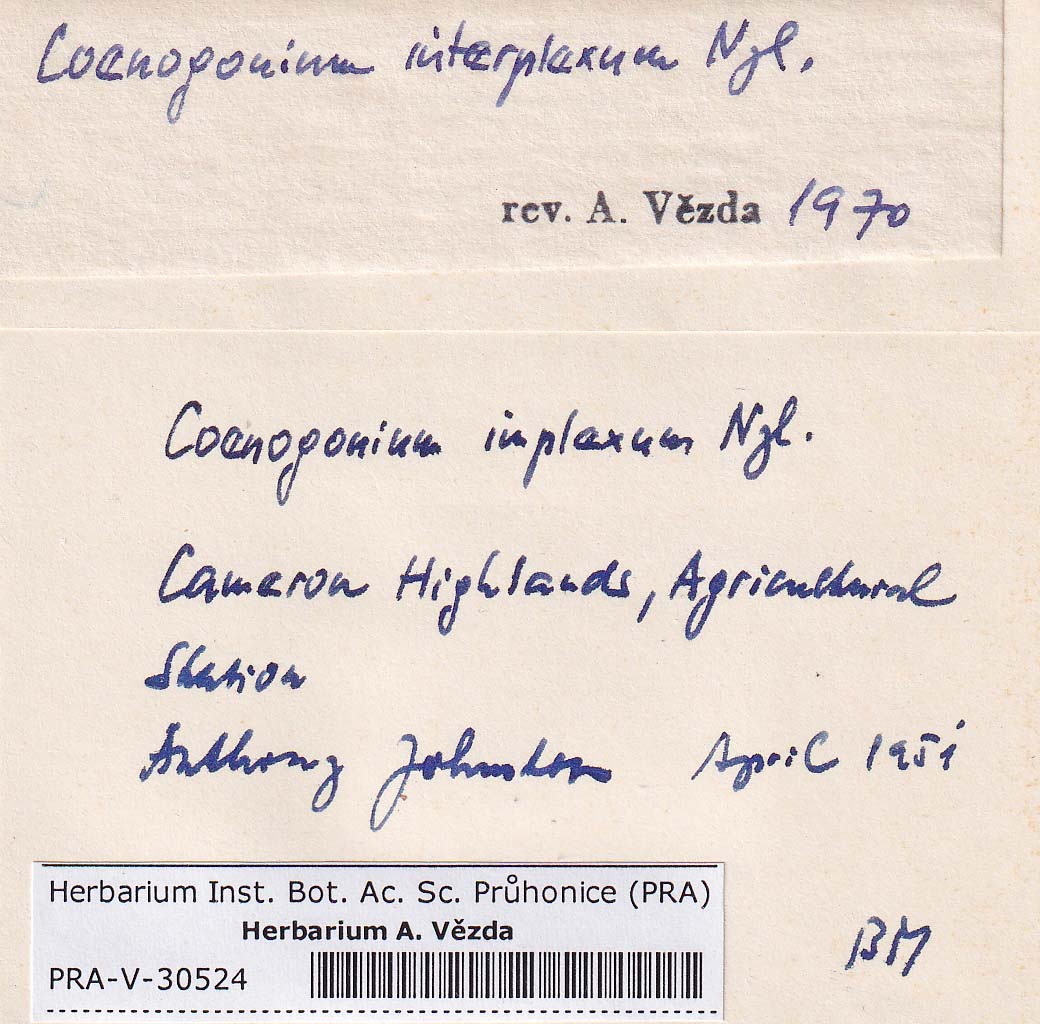 Coenogonium interplexum Nyl.
rev. A. Vězda 1970
Coenogonium implexum Nyl.
Cameron Highlands, Agricultural
Station
Anthony Johnston April 1951
Herbarium Inst. Bot. Ac. Sc. Průhonice (PRA)
Herbarium A. Vězda
PRA-V-30524
BM